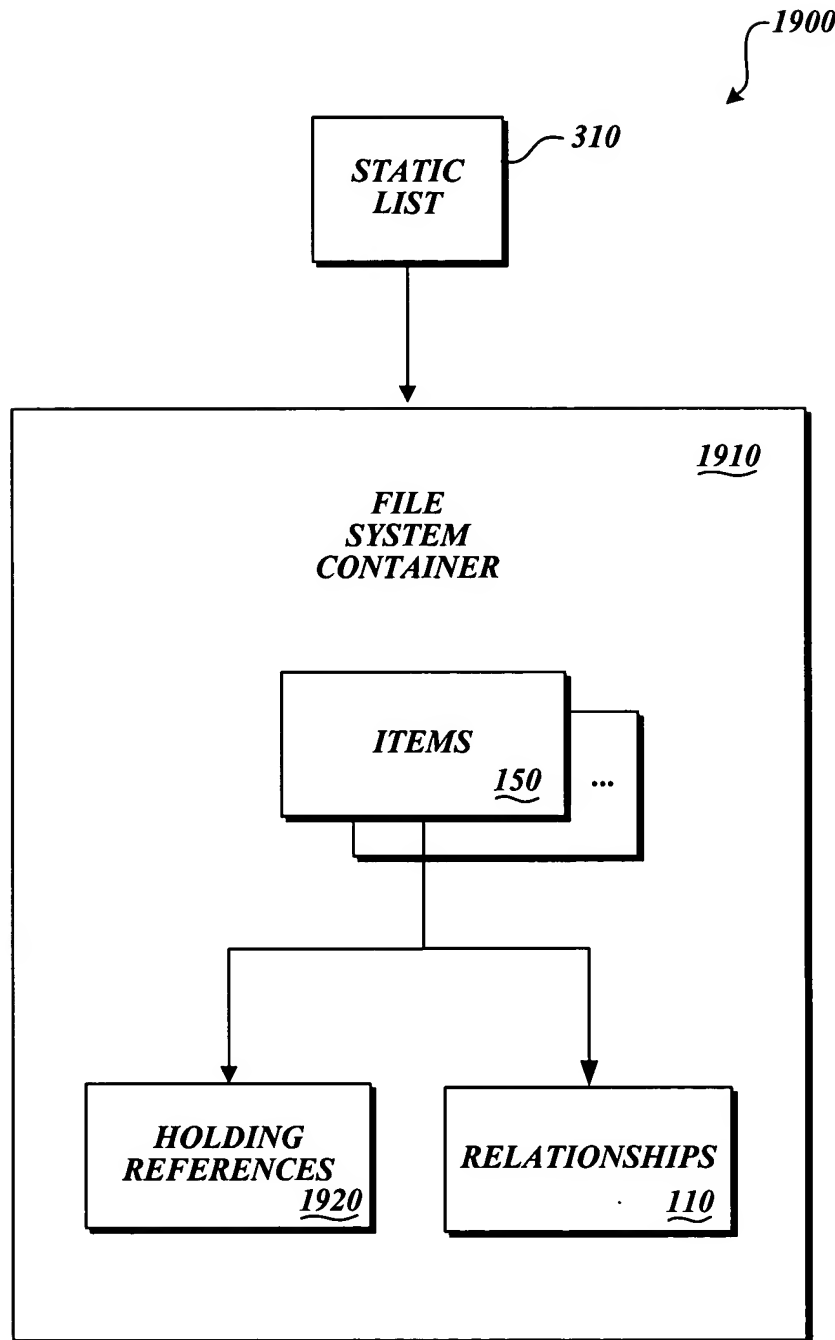 1900
310
STATIC
LIST
1910
FILE
SYSTEM
CONTAINER
ITEMS
150
...
HOLDING
REFERENCES
1920
RELATIONSHIPS
110